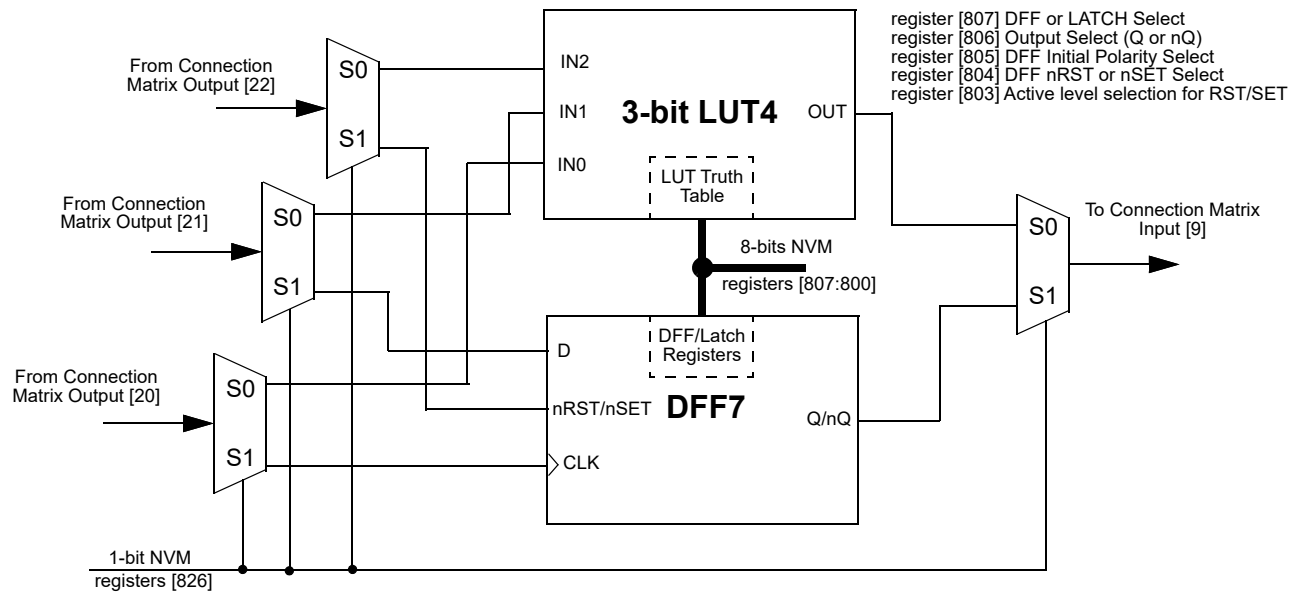 register [807] DFF or LATCH Select
register [806] Output Select (Q or nQ)
register [805] DFF Initial Polarity Select
register [804] DFF nRST or nSET Select
register [803] Active level selection for RST/SET
From Connection
Matrix Output [22]
S0
S1
IN2
IN1
IN0
3-bit LUT4
OUT
LUT Truth
Table
From Connection
Matrix Output [21]
S0
S1
8-bits NVM
registers [807:800]
S0
S1
To Connection Matrix
Input [9]
From Connection
Matrix Output [20]
S0
S1
D
nRST/nSET
CLK
DFF/Latch
Registers
DFF7
Q/nQ
1-bit NVM
registers [826]